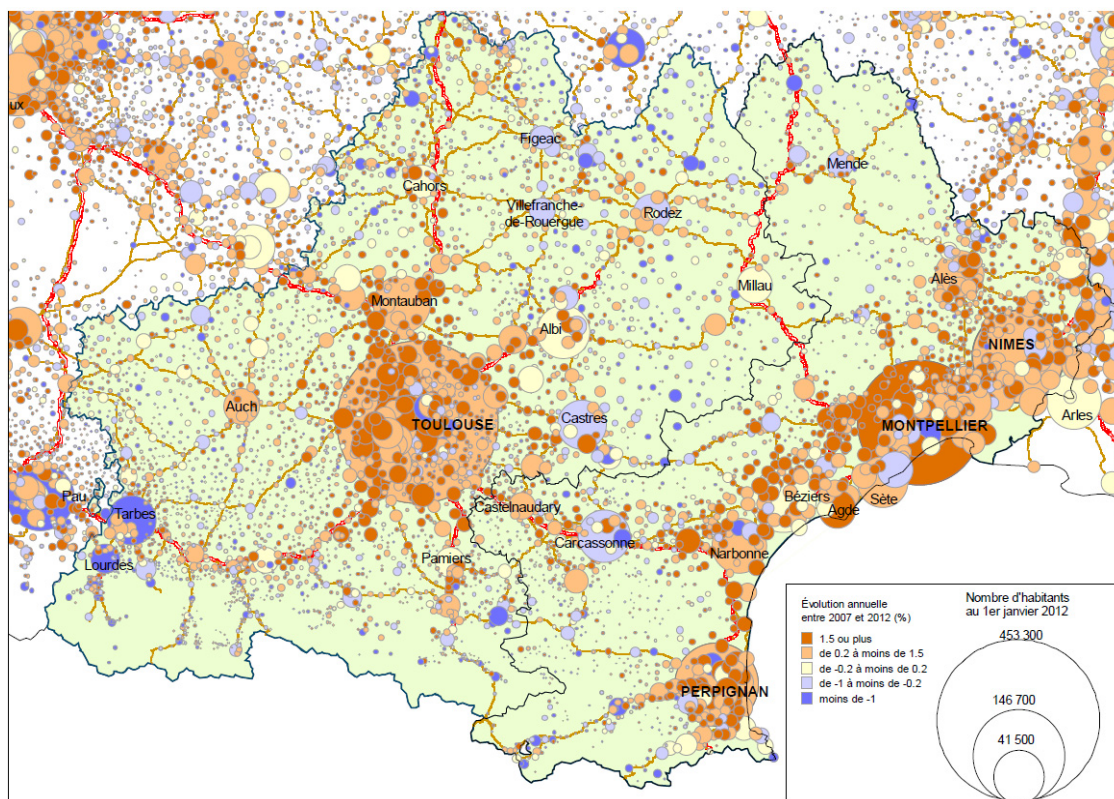 ux
Figeac
Mende
Cahors
Villefranche-
de-Rouergue
Rodez
Alès
Millau
Montauban
Albi
NIMES
Auch
TOULOUSE
Castres
MONTPELLIER
Arles
Pau
Tarbes
Castelnaudary
Béziers
Agde
Sète
Lourdes
Pamiers
Carcassonne
Narbonne
PERPIGNAN
Évolution annuelle
entre 2007 et 2012 (%)
1.5 ou plus
de 0.2 à moins de 1.5
de -0.2 à moins de 0.2
de -1 à moins de -0.2
moins de -1
Nombre d'habitants
au 1er janvier 2012
453 300
146 700
41 500